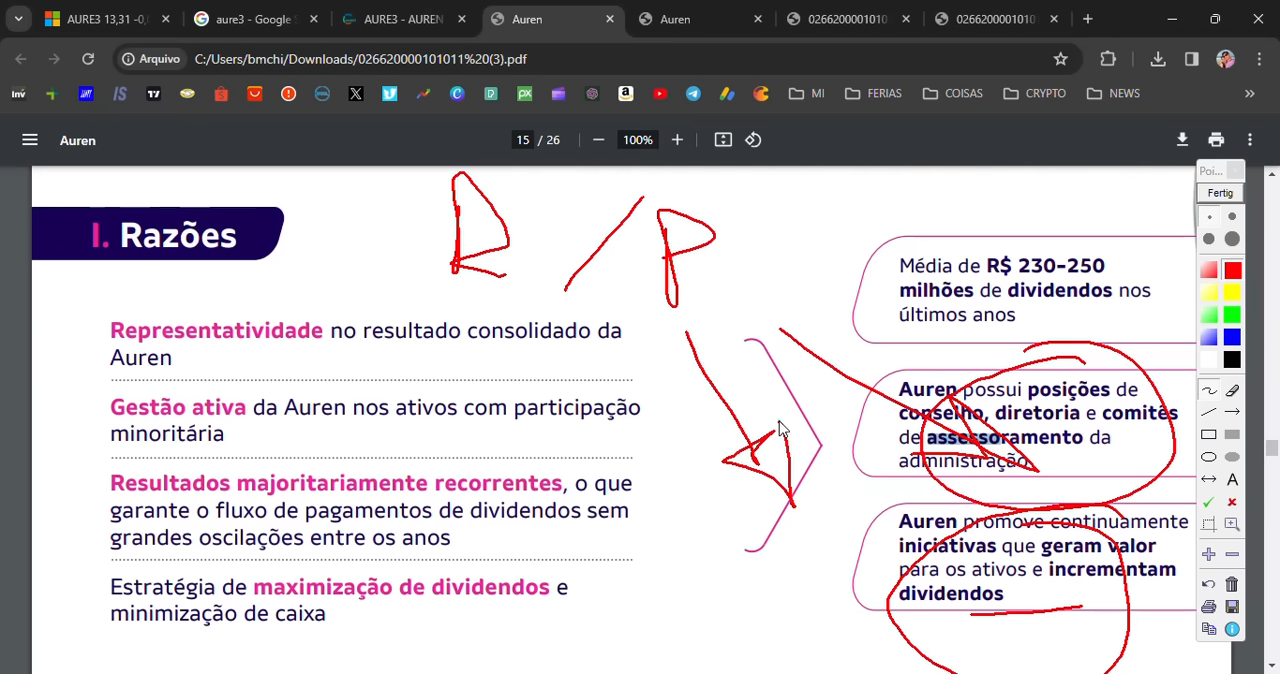 AURE3 13,31 -0,
aure3 - Google
AURE3 - AUREN
Auren
Auren
0266200001010
0266200001010
Arquivo
C:/Users/bmchi/Downloads/026620000101011%20(3).pdf
Inv
MI
FERIAS
COISAS
CRYPTO
NEWS
Auren
15 / 26
100%
Poi...
Fertig
D / P
I. Razões
Representatividade no resultado consolidado da
Auren
Gestão ativa da Auren nos ativos com participação
minoritária
Resultados majoritariamente recorrentes, o que
garante o fluxo de pagamentos de dividendos sem
grandes oscilações entre os anos
Estratégia de maximização de dividendos e
minimização de caixa
Média de R$ 230-250
milhões de dividendos nos
últimos anos
Auren possui posições de
conselho, diretoria e comitês
de assessoramento da
administração
Auren promove continuamente
iniciativas que geram valor
para os ativos e incrementam
dividendos